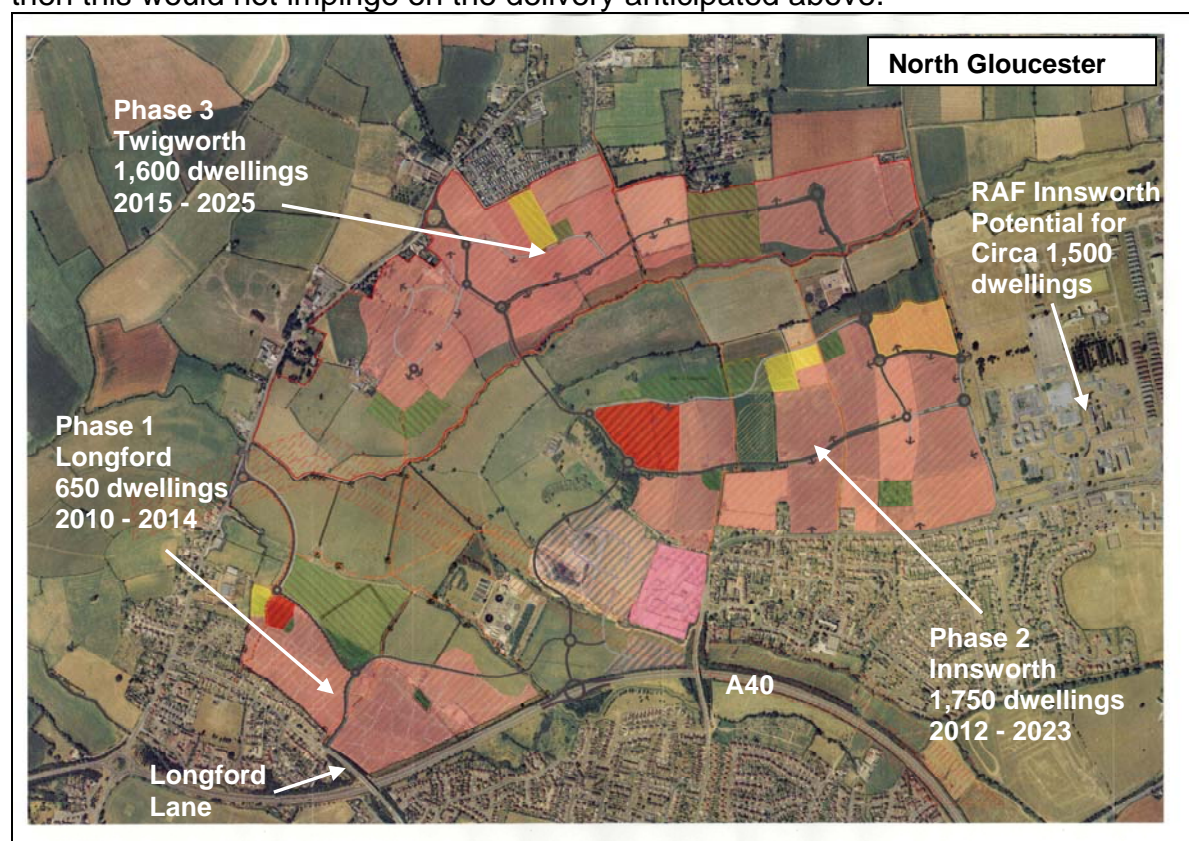 then this would not impinge on the delivery anticipated above.
North Gloucester
Phase 3
Twigworth
1,600 dwellings
2015 - 2025
RAF Innsworth
Potential for
Circa 1,500
dwellings
Phase 1
Longford
650 dwellings
2010 - 2014
Phase 2
Innsworth
1,750 dwellings
2012 - 2023
A40
Longford
Lane